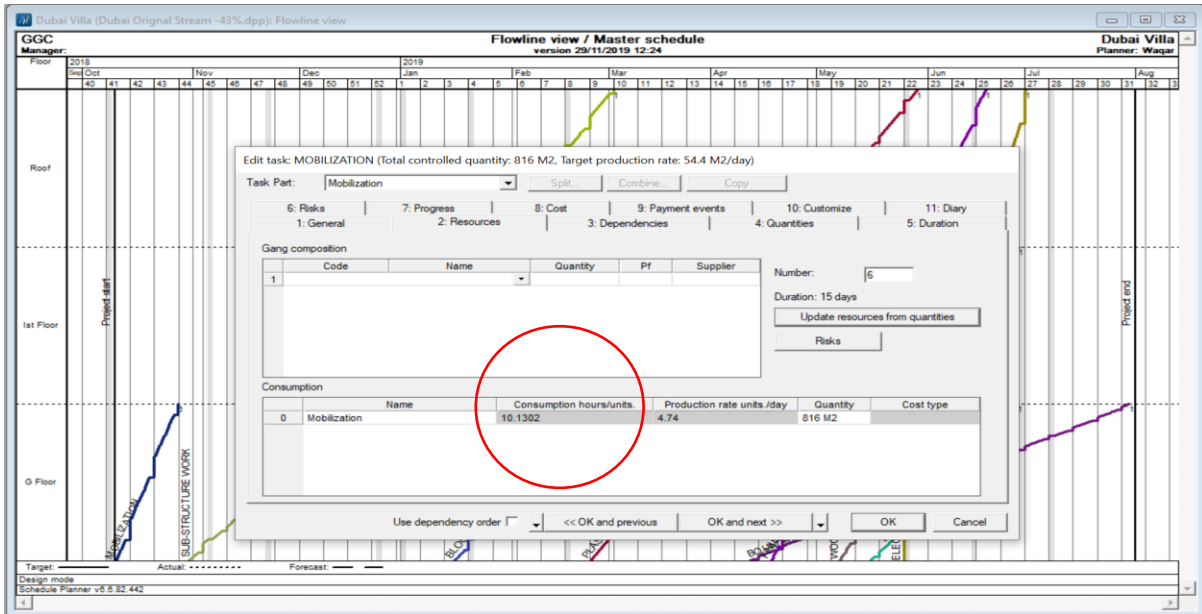 Dubai Villa (Dubai Orignal Stream -43%.dpp): Flowline view
GGC Flowline view / Master schedule Dubai Villa
Manager: version 29/11/2019 12:24 Planner: Waqar
Floor 2018 2019
Sep Oct Nov Dec Jan Feb Mar Apr May Jun Jul Aug
40 41 42 43 44 45 46 47 48 49 50 51 52 1 2 3 4 5 6 7 8 9 10 11 12 13 14 15 16 17 18 19 20 21 22 23 24 25 26 27 28 29 30 31 32 3
1 1 1 1
Roof
Edit task: MOBILIZATION (Total controlled quantity: 816 M2, Target production rate: 54.4 M2/day)
Task Part: Mobilization Split... Combine... Copy
6: Risks 7: Progress 8: Cost 9: Payment events 10: Customize 11: Diary
1: General 2: Resources 3: Dependencies 4: Quantities 5: Duration
Gang composition
Code Name Quantity Pf Supplier
1
Number: 6
Duration: 15 days
Update resources from quantities
Risks
Project start
Project end
Ist Floor
Consumption
Name Consumption hours/units. Production rate units./day Quantity Cost type
0 Mobilization 10.1302 4.74 816 M2
G Floor
MOBILIZATION
SUB-STRUCTURE WORK
Use dependency order << OK and previous OK and next >> OK Cancel
BLO
PLA
WOO
ELE
Target: Actual: Forecast:
Design mode
Schedule Planner v6.6.82.442